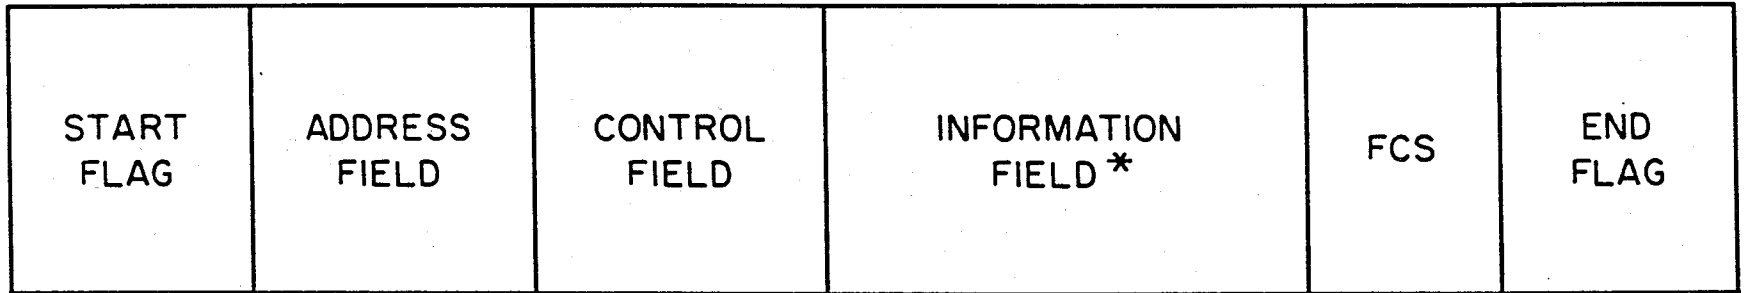 START
FLAG
ADDRESS
FIELD
CONTROL
FIELD
INFORMATION
FIELD *
FCS
END
FLAG